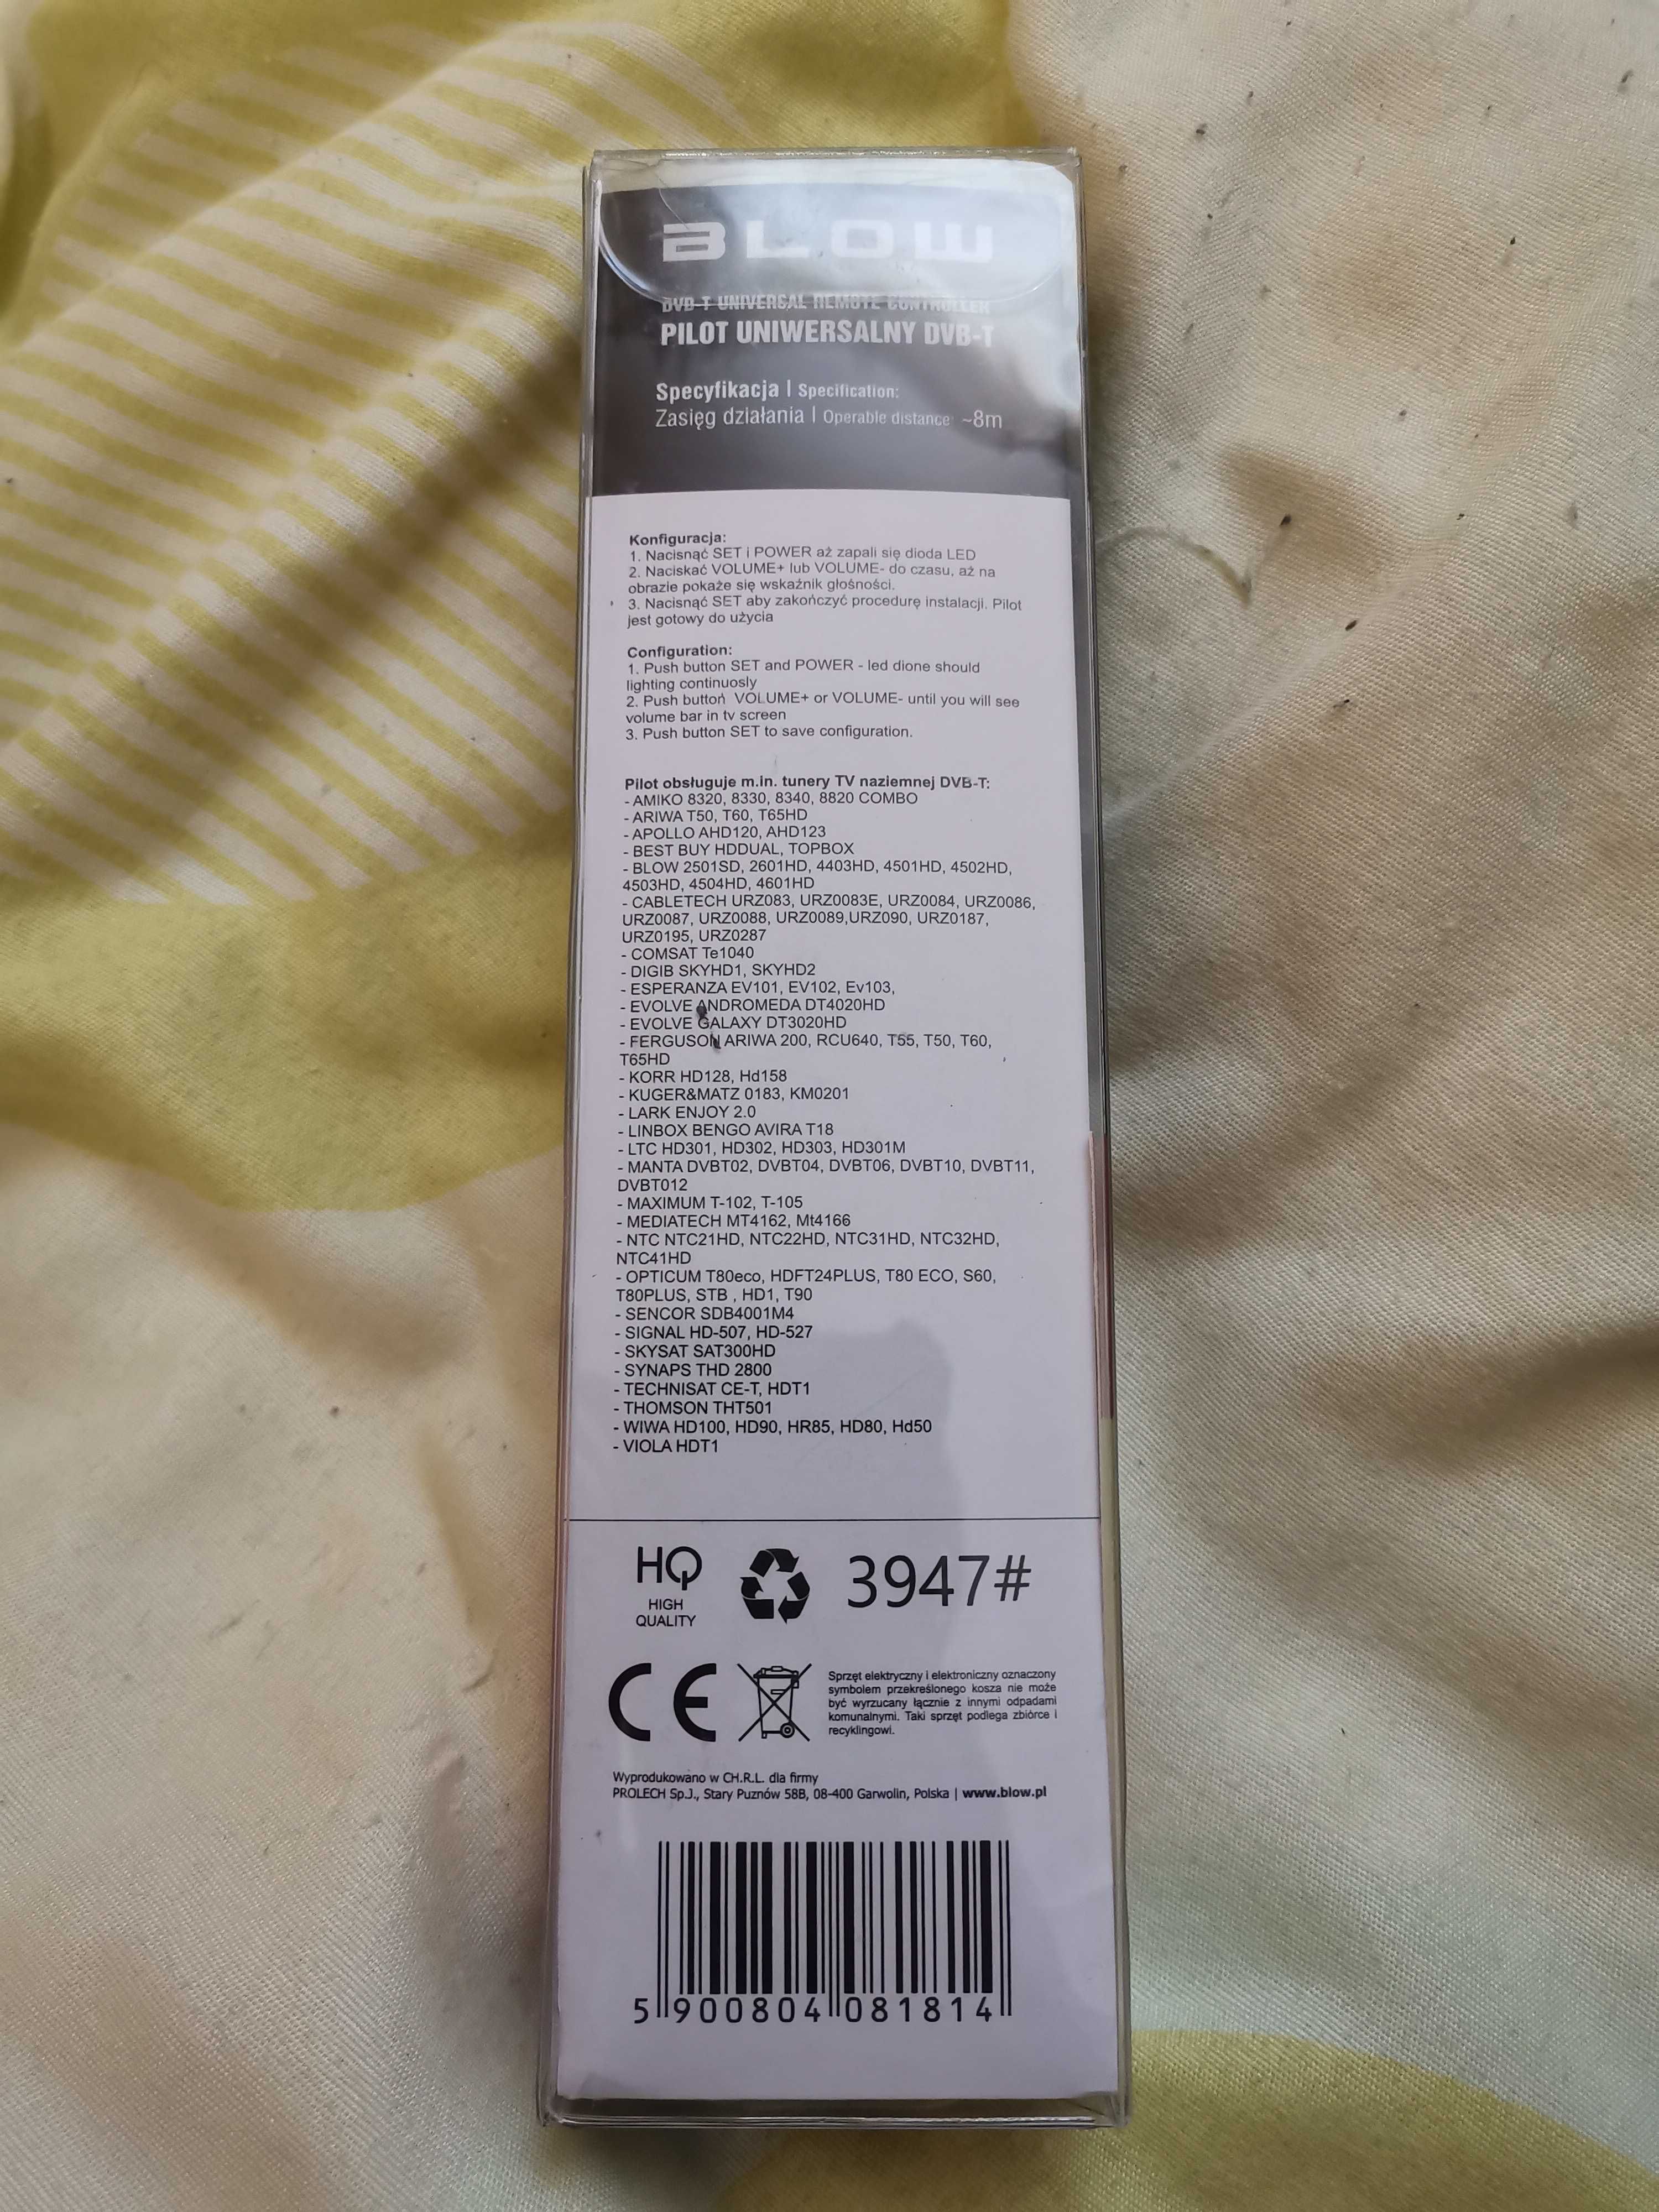 BLOW
DVB-T UNIVERSAL REMOTE CONTROLLER
PILOT UNIWERSALNY DVB-T
Specyfikacja | Specification:
Zasięg działania | Operable distance ~8m
Konfiguracja:
1. Nacisnąć SET i POWER aż zapali się dioda LED
2. Naciskać VOLUME+ lub VOLUME- do czasu, aż na
obrazie pokaże się wskaźnik głośności.
3. Nacisnąć SET aby zakończyć procedurę instalacji. Pilot
jest gotowy do użycia
Configuration:
1. Push button SET and POWER - led dione should
lighting continuosly
2. Push button VOLUME+ or VOLUME- until you will see
volume bar in tv screen
3. Push button SET to save configuration.
Pilot obsługuje m.in. tunery TV naziemnej DVB-T:
- AMIKO 8320, 8330, 8340, 8820 COMBO
- ARIWA T50, T60, T65HD
- APOLLO AHD120, AHD123
- BEST BUY HDDUAL, TOPBOX
- BLOW 2501SD, 2601HD, 4403HD, 4501HD, 4502HD,
4503HD, 4504HD, 4601HD
- CABLETECH URZ083, URZ0083E, URZ0084, URZ0086,
URZ0087, URZ0088, URZ0089,URZ090, URZ0187,
URZ0195, URZ0287
- COMSAT Te1040
- DIGIB SKYHD1, SKYHD2
- ESPERANZA EV101, EV102, Ev103,
- EVOLVE ANDROMEDA DT4020HD
- EVOLVE GALAXY DT3020HD
- FERGUSON ARIWA 200, RCU640, T55, T50, T60,
T65HD
- KORR HD128, Hd158
- KUGER&MATZ 0183, KM0201
- LARK ENJOY 2.0
- LINBOX BENGO AVIRA T18
- LTC HD301, HD302, HD303, HD301M
- MANTA DVBT02, DVBT04, DVBT06, DVBT10, DVBT11,
DVBT012
- MAXIMUM T-102, T-105
- MEDIATECH MT4162, Mt4166
- NTC NTC21HD, NTC22HD, NTC31HD, NTC32HD,
NTC41HD
- OPTICUM T80eco, HDFT24PLUS, T80 ECO, S60,
T80PLUS, STB , HD1, T90
- SENCOR SDB4001M4
- SIGNAL HD-507, HD-527
- SKYSAT SAT300HD
- SYNAPS THD 2800
- TECHNISAT CE-T, HDT1
- THOMSON THT501
- WIWA HD100, HD90, HR85, HD80, Hd50
- VIOLA HDT1
HQ
HIGH
QUALITY
3947#
CE
Sprzęt elektryczny i elektroniczny oznaczony
symbolem przekreślonego kosza nie może
być wyrzucany łącznie z innymi odpadami
komunalnymi. Taki sprzęt podlega zbiórce i
recyklingowi.
Wyprodukowano w CH.R.L. dla firmy
PROLECH Sp.J., Stary Puznów 58B, 08-400 Garwolin, Polska | www.blow.pl
5 900804 081814